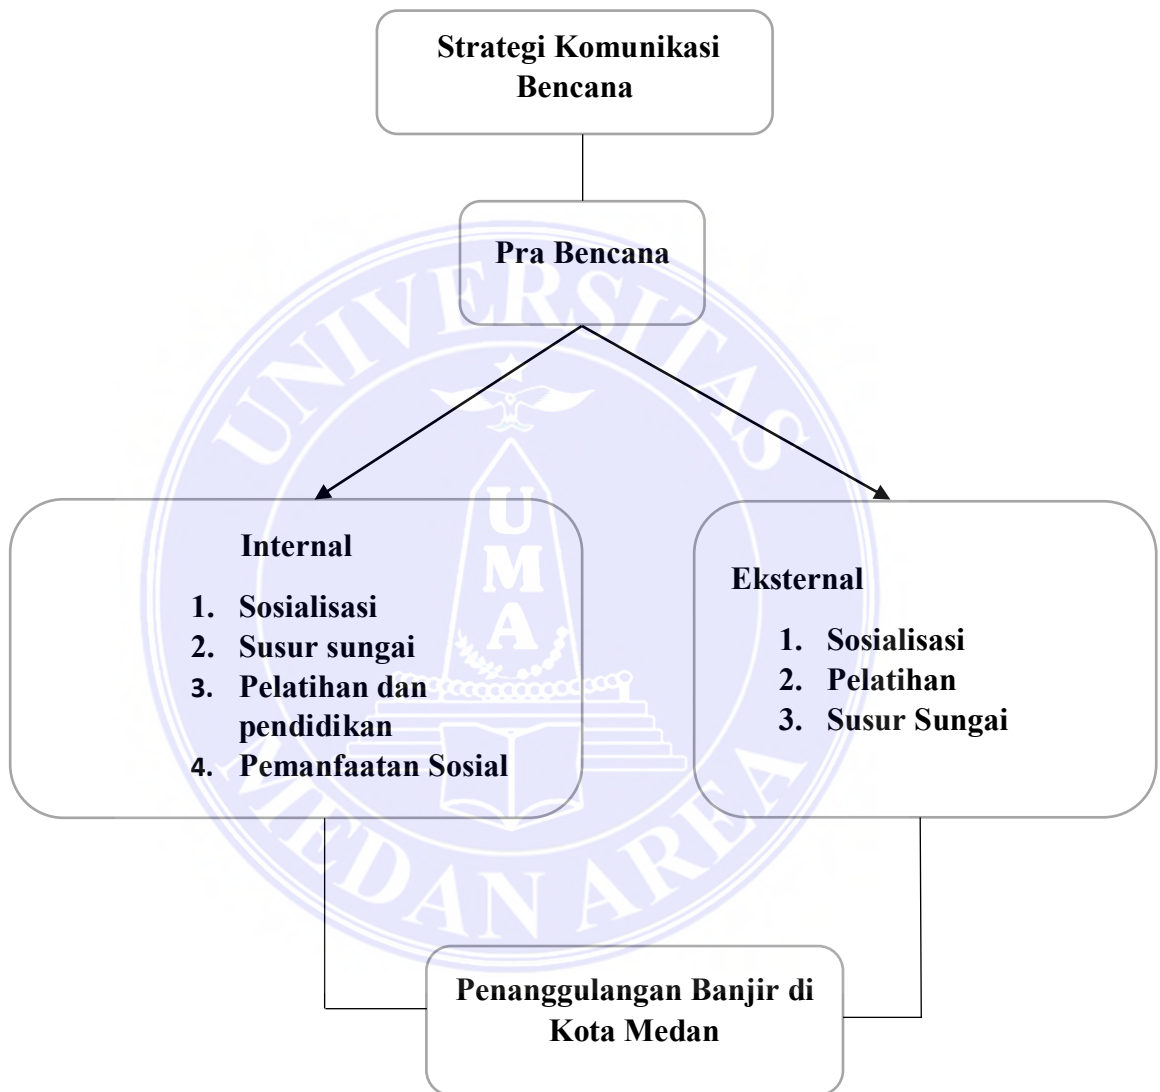 Strategi Komunikasi
Bencana
Pra Bencana
Internal
1. Sosialisasi
2. Susur sungai
3. Pelatihan dan
pendidikan
4. Pemanfaatan Sosial
Eksternal
1. Sosialisasi
2. Pelatihan
3. Susur Sungai
Penanggulangan Banjir di
Kota Medan
UNIVERSITAS
MEDAN AREA
UMA